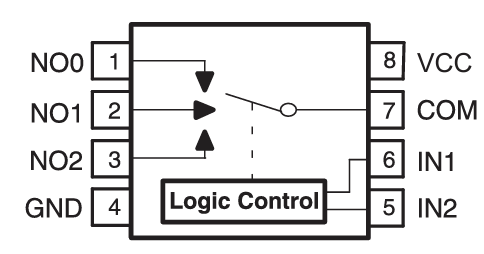 NO0 1 8 VCC
NO1 2 7 COM
NO2 3 6 IN1
Logic Control
GND 4 5 IN2